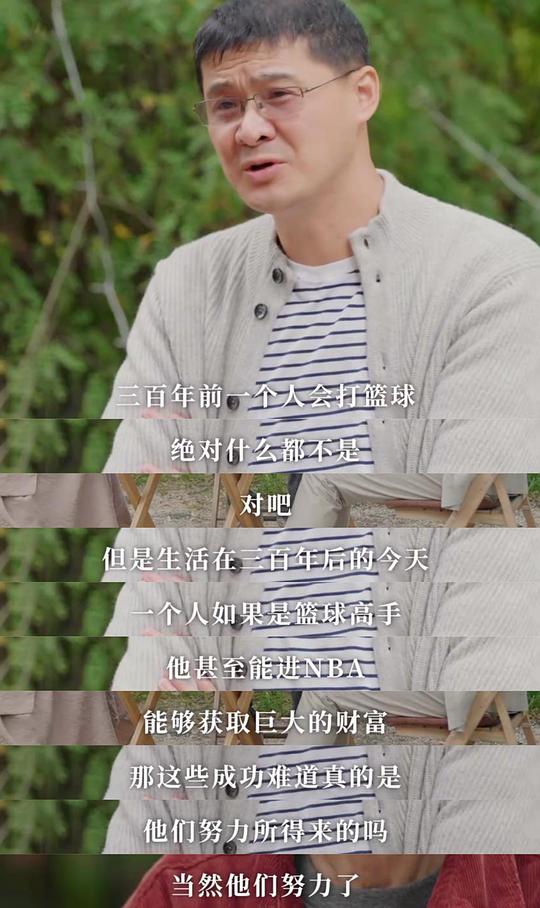 三百年前一个人会打篮球
绝对什么都不是
对吧
但是生活在三百年后的今天
一个人如果是篮球高手
他甚至能进NBA
能够获取巨大的财富
那这些成功难道真的是
他们努力所得来的吗
当然他们努力了